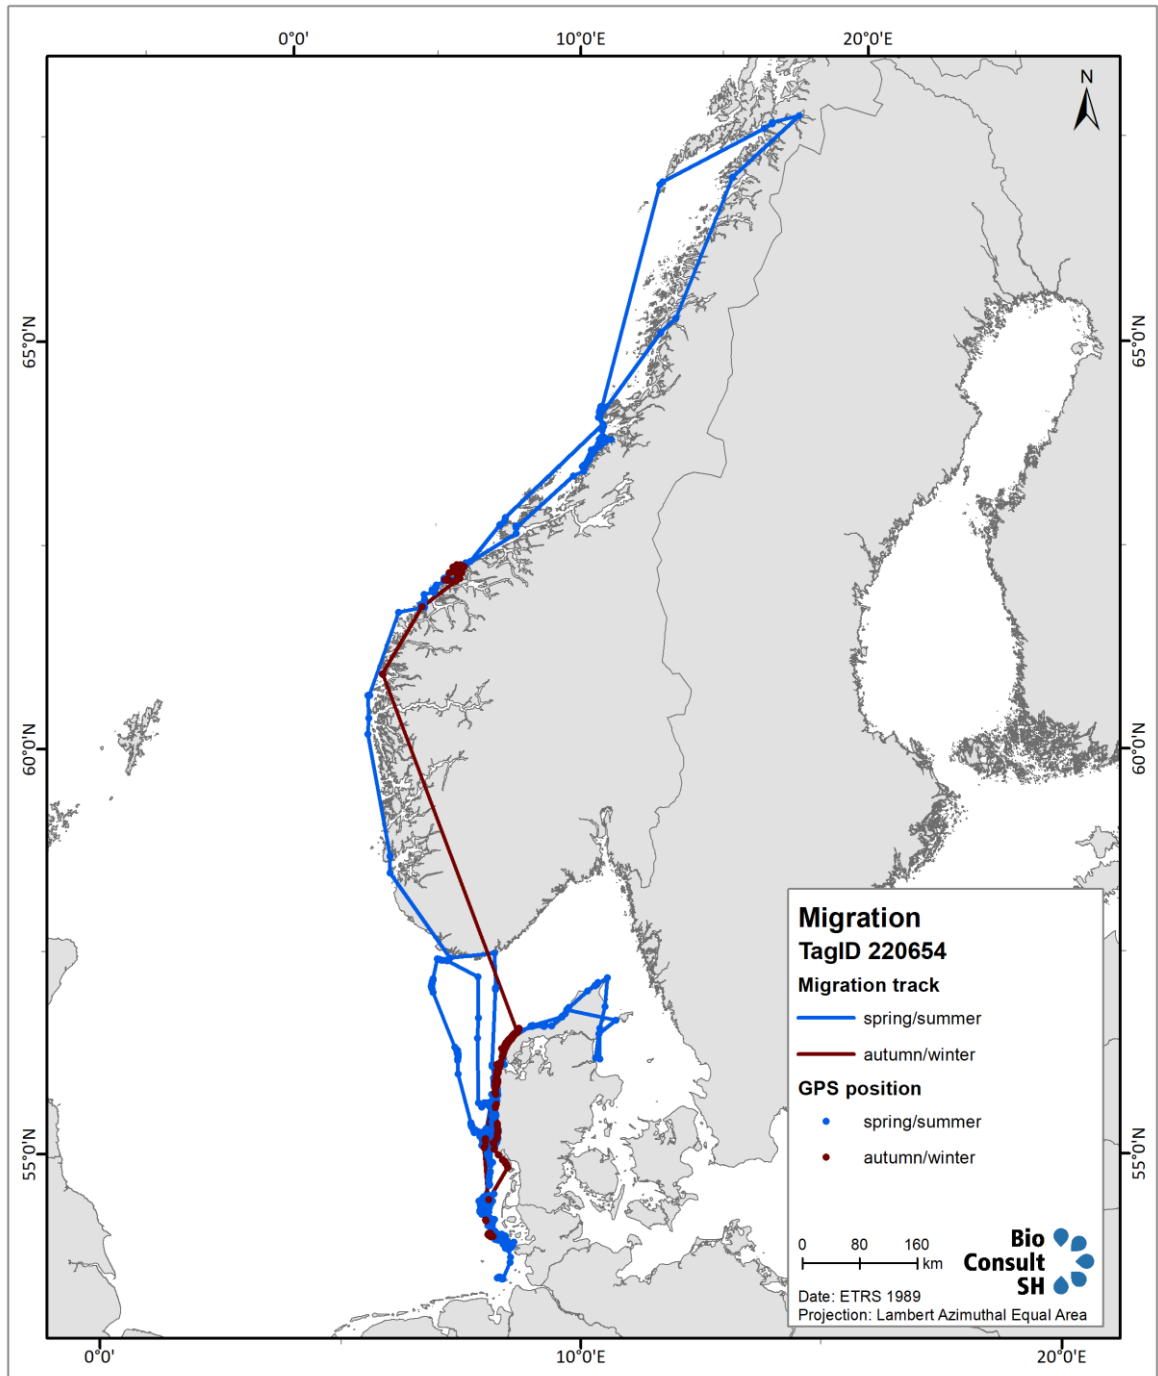 0°0' 10°0'E 20°0'E
N
65°0'N 65°0'N
60°0'N 60°0'N
55°0'N 55°0'N
Migration
TagID 220654
Migration track
spring/summer
autumn/winter
GPS position
spring/summer
autumn/winter
0 80 160
km
Bio
Consult
SH
Date: ETRS 1989
Projection: Lambert Azimuthal Equal Area
0°0' 10°0'E 20°0'E